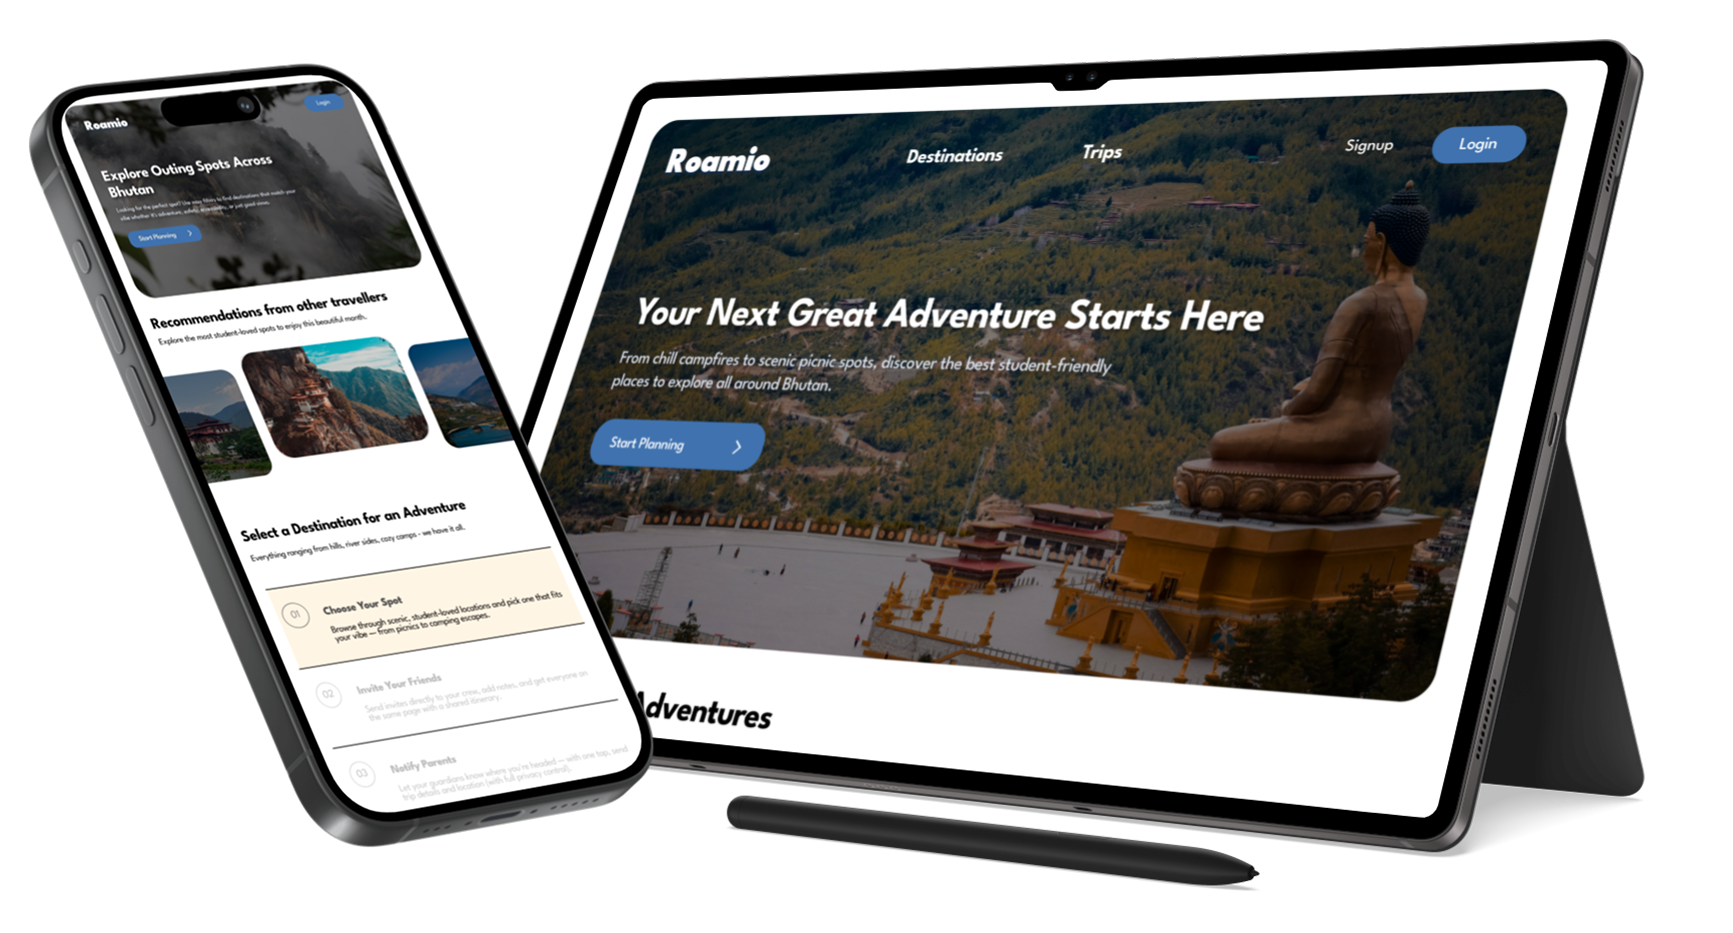 Roamio
Login
Explore Outing Spots Across
Bhutan
Looking for the perfect spot? Use easy filters to find destinations that match your
vibe whether it's adventure, safety, accessibility, or just good views.
Start Planning
Recommendations from other travellers
Explore the most student-loved spots to enjoy this beautiful month.
Select a Destination for an Adventure
Everything ranging from hills, river sides, cozy camps - we have it all.
01
Choose Your Spot
Browse through scenic, student-loved locations and pick one that fits
your vibe — from picnics to camping escapes.
02
Invite Your Friends
Send invites directly to your crew, add notes, and get everyone on
the same page with a shared itinerary.
03
Notify Parents
Let your guardians know where you're headed — with one tap, send
trip details and location (with full privacy control).
Roamio
Destinations
Trips
Signup
Login
Your Next Great Adventure Starts Here
From chill campfires to scenic picnic spots, discover the best student-friendly
places to explore all around Bhutan.
Start Planning
Adventures